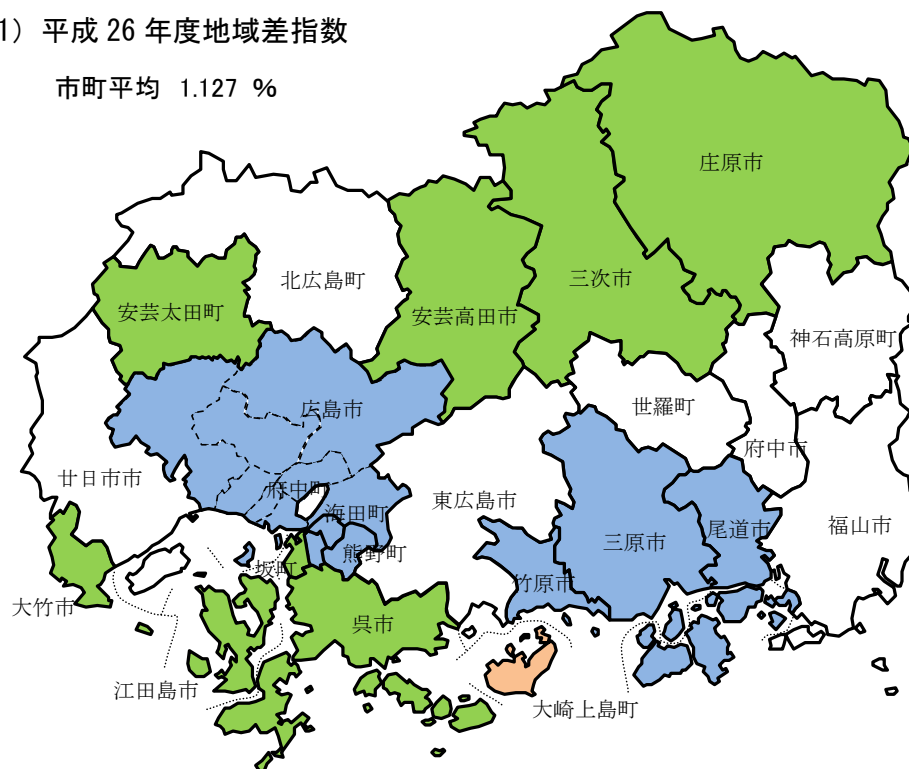 1) 平成 26 年度地域差指数
市町平均 1.127 %
庄原市
三次市
北広島町
安芸太田町
安芸高田市
神石高原町
広島市
世羅町
府中市
廿日市市
府中町
東広島市
海田町
三原市
尾道市
福山市
坂町
熊野町
竹原市
大竹市
呉市
江田島市
大崎上島町